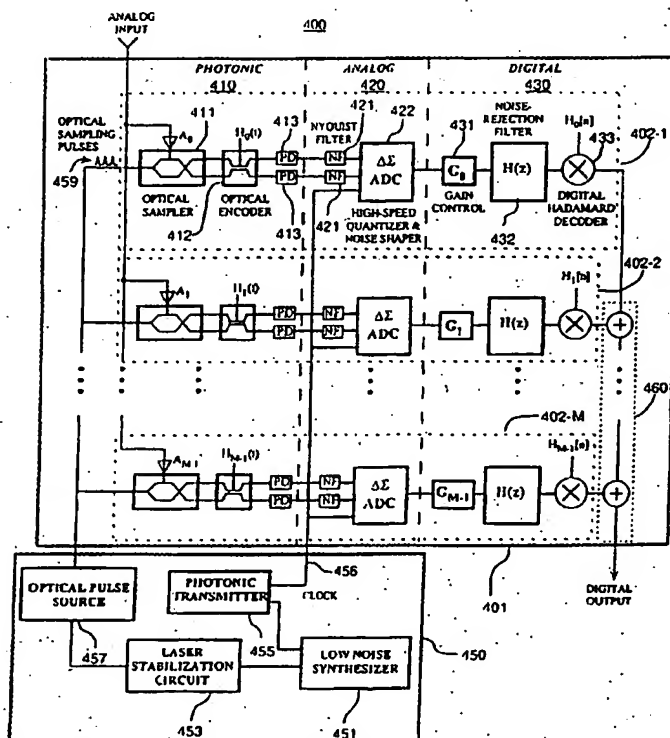 ANALOG INPUT
400
PHOTONIC ANALOG DIGITAL
410 420 430
OPTICAL SAMPLING PULSES
459
411
A0
H0(t)
413
NYQUIST FILTER
421
422
431
NOISE-REJECTION FILTER
H0[n]
433
402-1
PD NF
PD NF
ΔΣ ADC
G0
H(z)
OPTICAL SAMPLER
412
OPTICAL ENCODER
413
421
HIGH-SPEED QUANTIZER & NOISE SHAPER
GAIN CONTROL
432
DIGITAL HADAMARD DECODER
402-2
A1
H1(t)
PD NF
PD NF
ΔΣ ADC
G1
H(z)
460
402-M
AM-1
HM-1(t)
HM-1[n]
PD NF
PD NF
ΔΣ ADC
GM-1
H(z)
456
CLOCK
401
DIGITAL OUTPUT
OPTICAL PULSE SOURCE
457
PHOTONIC TRANSMITTER
455
450
LASER STABILIZATION CIRCUIT
453
LOW NOISE SYNTHESIZER
451